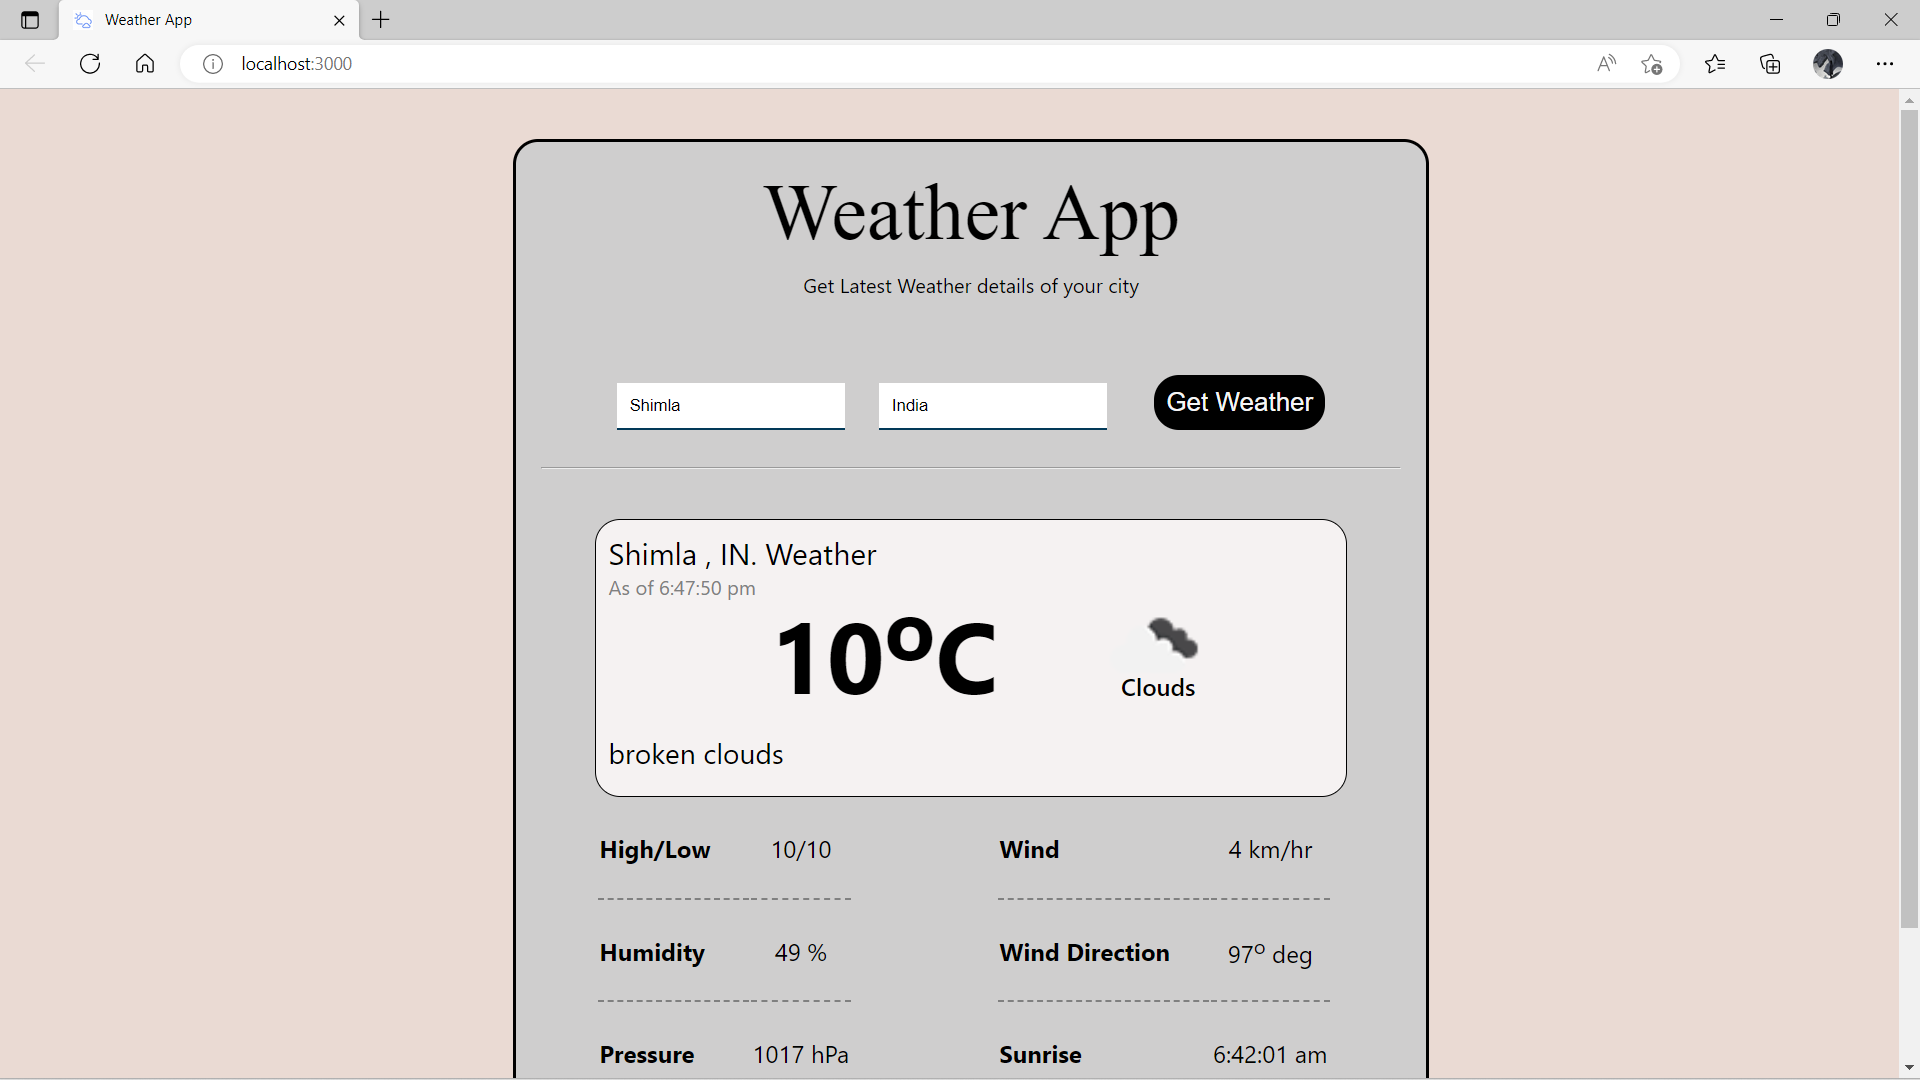 Weather App
localhost:3000
Weather App
Get Latest Weather details of your city
Shimla India Get Weather
Shimla , IN. Weather
As of 6:47:50 pm
10ºC
Clouds
broken clouds
High/Low 10/10 Wind 4 km/hr
Humidity 49 % Wind Direction 97º deg
Pressure 1017 hPa Sunrise 6:42:01 am